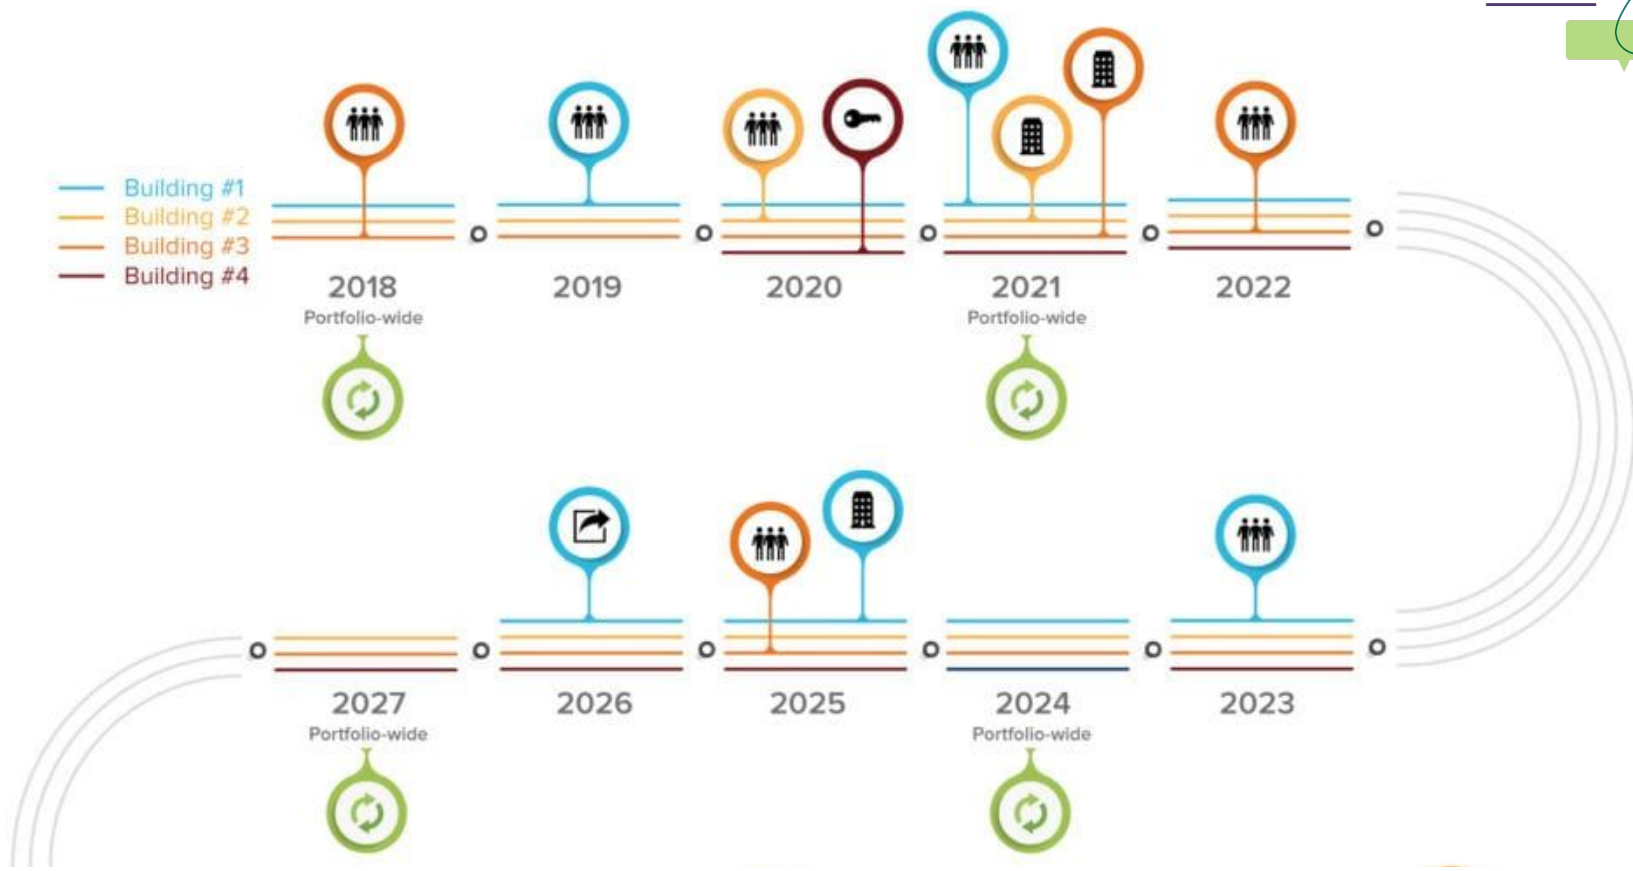 Building #1
Building #2
Building #3
Building #4
2018
Portfolio-wide
2019
2020
2021
Portfolio-wide
2022
2027
Portfolio-wide
2026
2025
2024
Portfolio-wide
2023